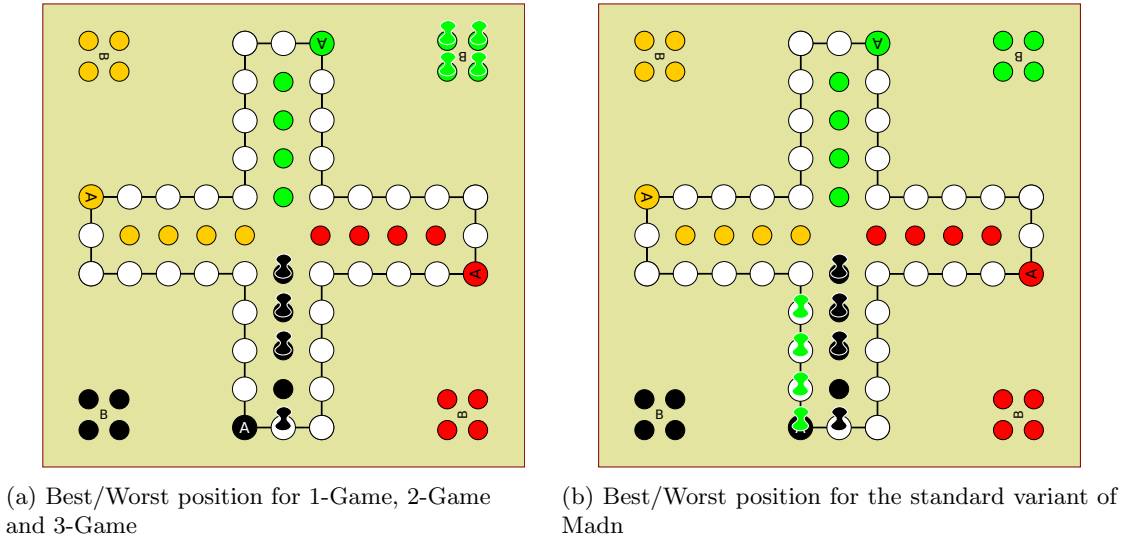 B
A
B
A
A
B
A
B
(a) Best/Worst position for 1-Game, 2-Game
and 3-Game
B
A
B
A
A
B
A
B
(b) Best/Worst position for the standard variant of
Madn